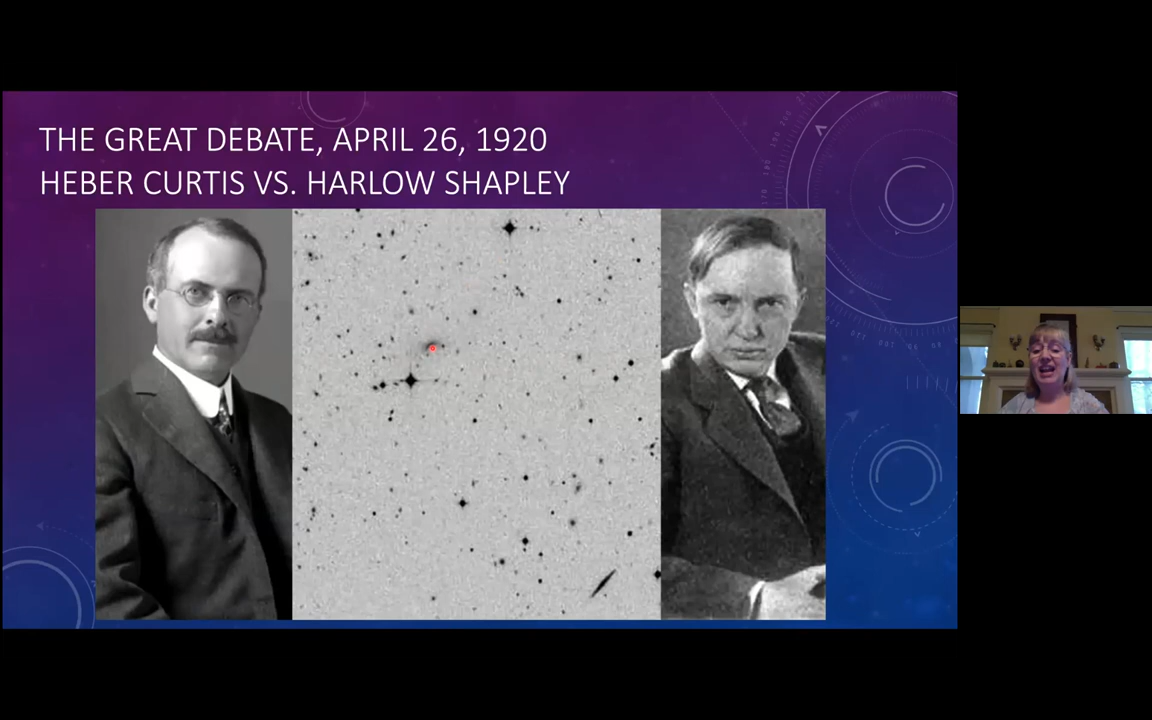 THE GREAT DEBATE, APRIL 26, 1920
HEBER CURTIS VS. HARLOW SHAPLEY